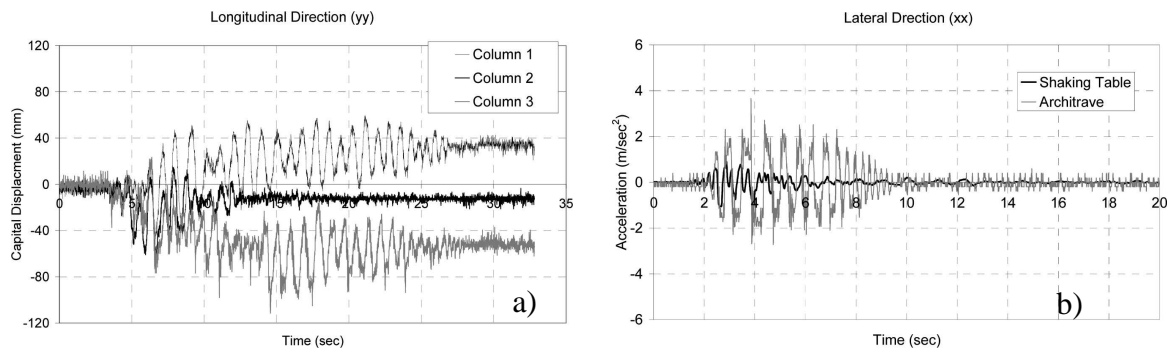 Longitudinal Direction (yy)
Capital Displacment (mm)
120
80
40
0
-40
-80
-120
5
10
15
20
25
30
35
Column 1
Column 2
Column 3
a)
Time (sec)
Lateral Drection (xx)
Acceleration (m/sec²)
6
4
2
0
-2
-4
-6
0
2
4
6
8
10
12
14
16
18
20
Shaking Table
Architrave
b)
Time (sec)